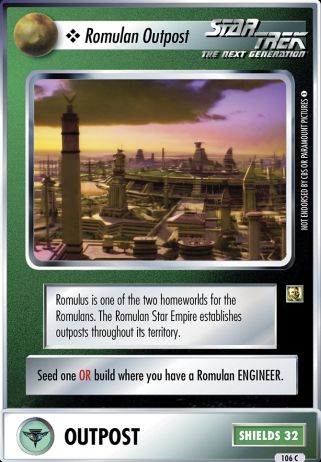 ❖ Romulan Outpost
STAR TREK
THE NEXT GENERATION
NOT ENDORSED BY CBS OR PARAMOUNT PICTURES
Romulus is one of the two homeworlds for the
Romulans. The Romulan Star Empire establishes
outposts throughout its territory.
Seed one OR build where you have a Romulan ENGINEER.
OUTPOST
SHIELDS 32
106 C